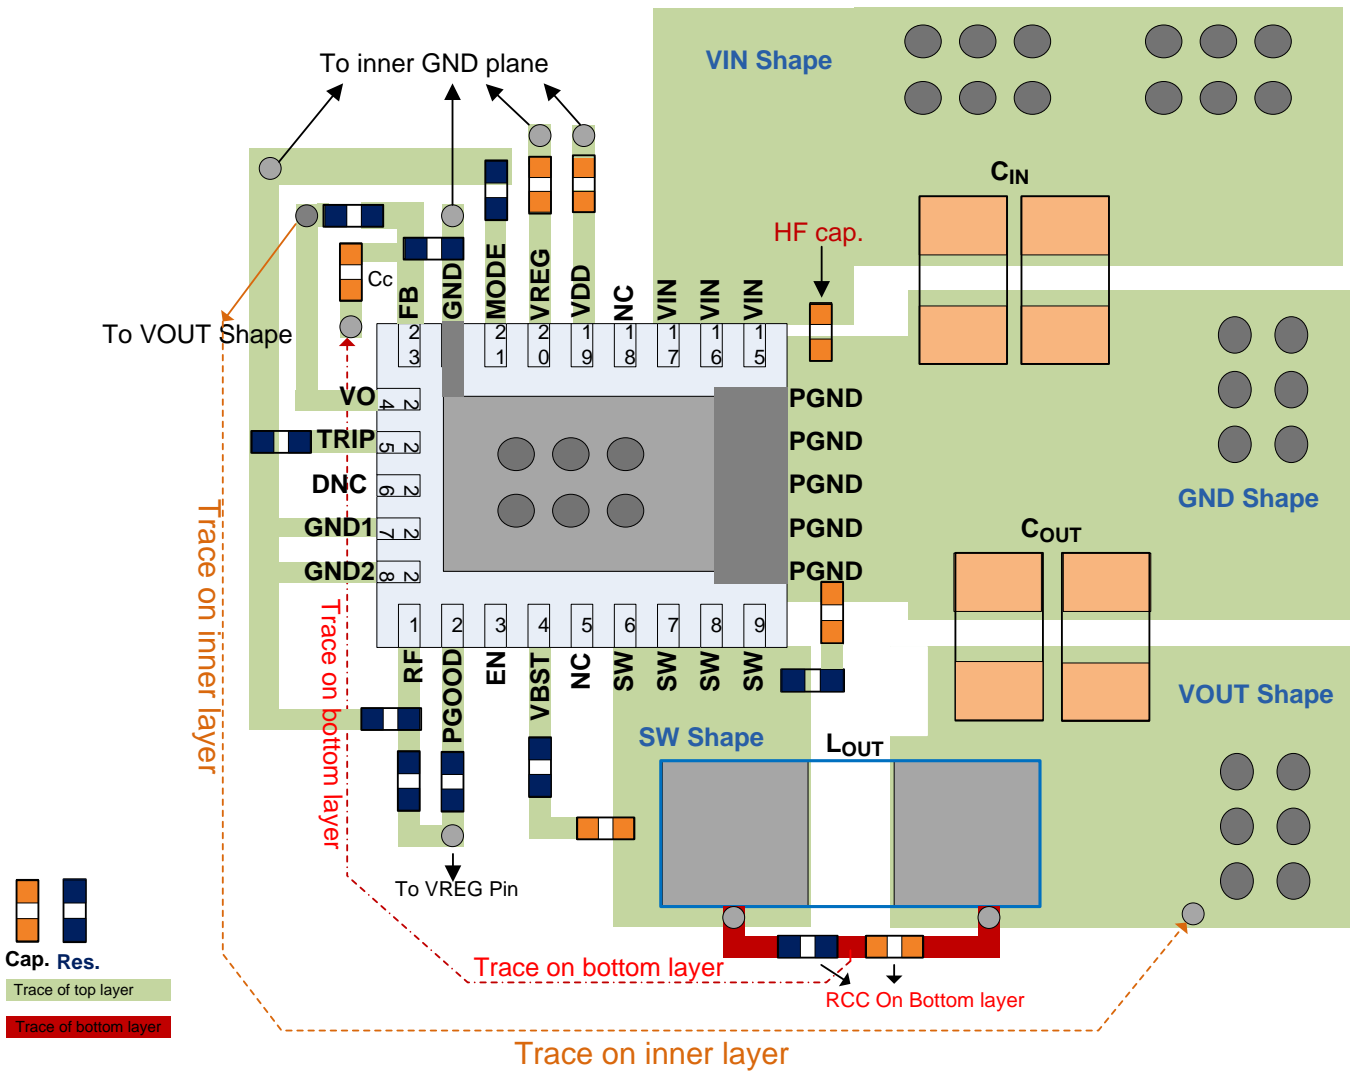 To inner GND plane
VIN Shape
C_IN
HF cap.
Cc
FB
GND
MODE
VREG
VDD
NC
VIN
VIN
VIN
To VOUT Shape
23
21
20
19
18
17
16
15
VO
24
PGND
TRIP
25
PGND
DNC
26
PGND
GND1
27
PGND
GND2
28
PGND
GND Shape
C_OUT
1
2
3
4
5
6
7
8
9
RF
PGOOD
EN
VBST
NC
SW
SW
SW
SW
Trace on inner layer
Trace on bottom layer
SW Shape
L_OUT
VOUT Shape
To VREG Pin
Cap.
Res.
Trace of top layer
Trace of bottom layer
Trace on bottom layer
RCC On Bottom layer
Trace on inner layer